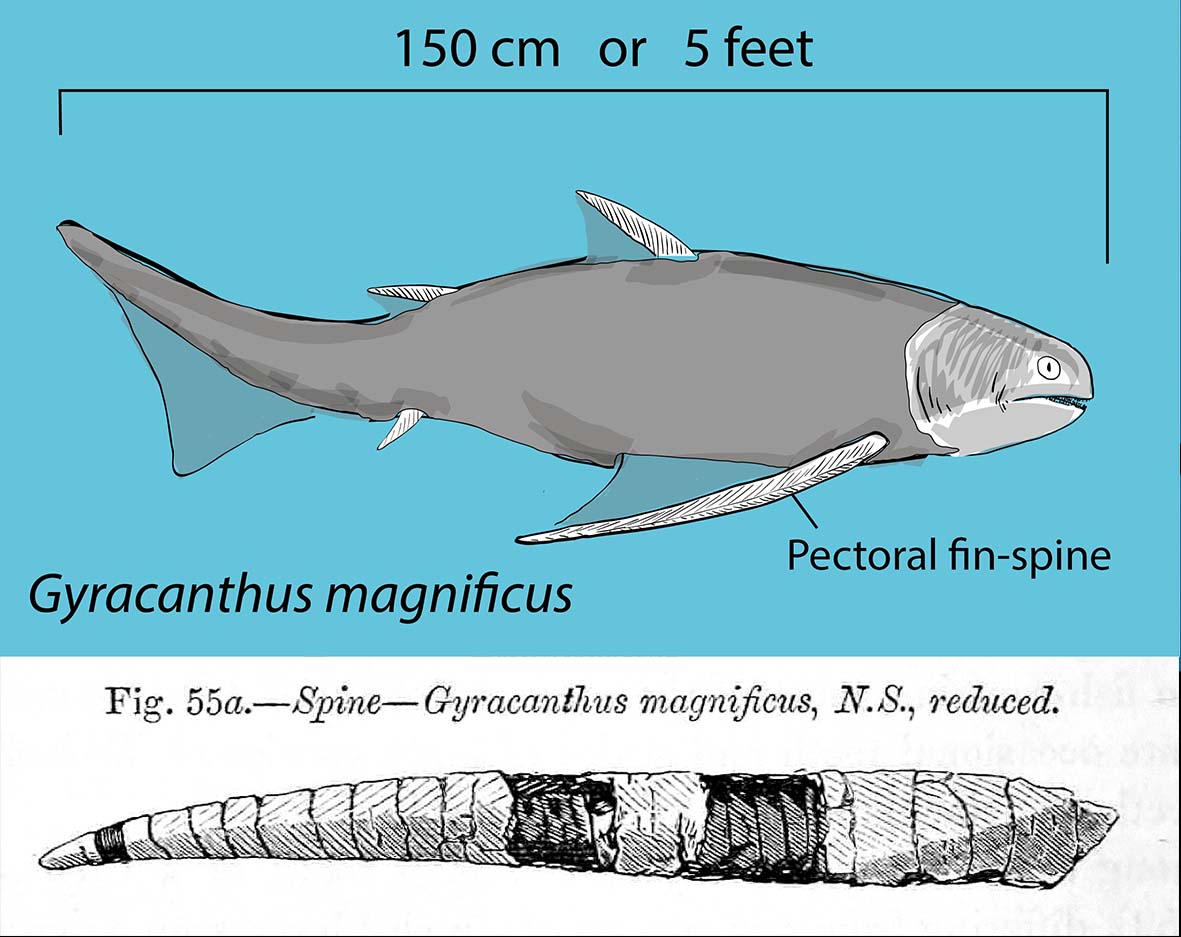 150 cm or 5 feet
Pectoral fin-spine
Gyracanthus magnificus
Fig. 55a.—Spine—Gyracanthus magnificus, N.S., reduced.